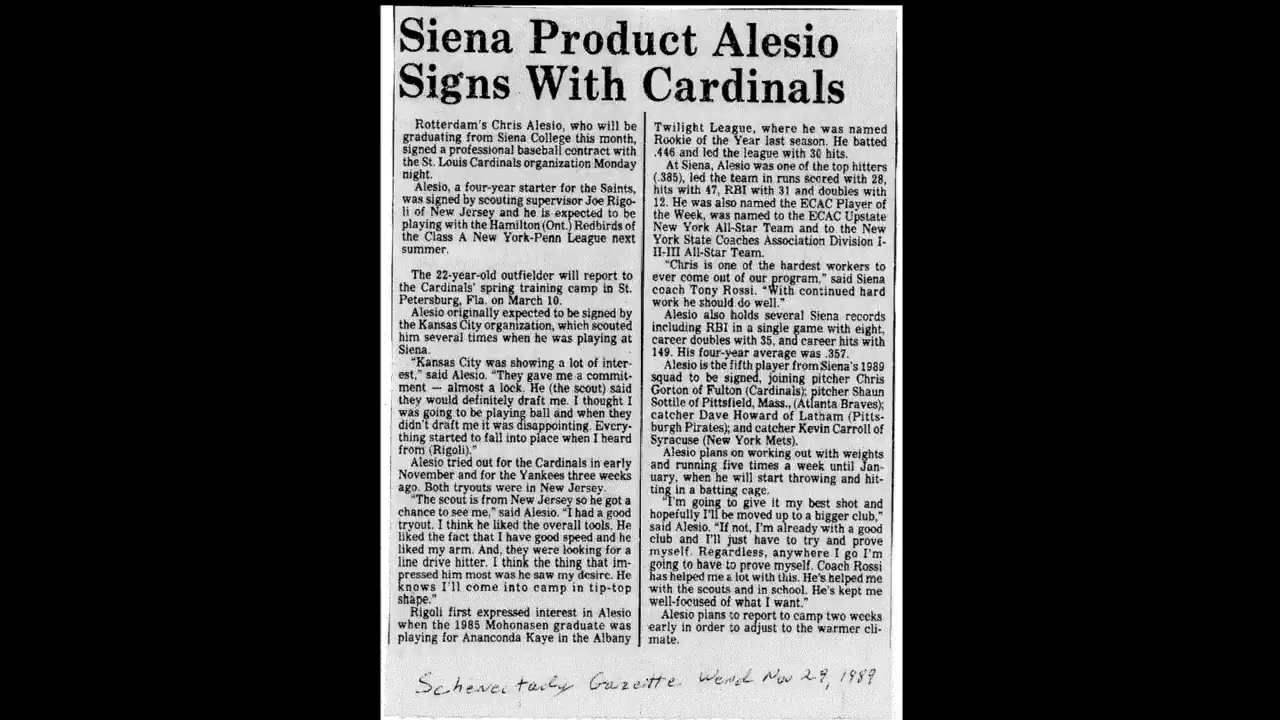 Siena Product Alesio
Signs With Cardinals
Rotterdam's Chris Alesio, who will be
graduating from Siena College this month,
signed a professional baseball contract with
the St. Louis Cardinals organization Monday
night.
Alesio, a four-year starter for the Saints,
was signed by scouting supervisor Joe Rigo-
li of New Jersey and he is expected to be
playing with the Hamilton (Ont.) Redbirds of
the Class A New York-Penn League next
summer.
The 22-year-old outfielder will report to
the Cardinals' spring training camp in St.
Petersburg, Fla. on March 10.
Alesio originally expected to be signed by
the Kansas City organization, which scouted
him several times when he was playing at
Siena.
"Kansas City was showing a lot of inter-
est," said Alesio. "They gave me a commit-
ment — almost a lock. He (the scout) said
they would definitely draft me. I thought I
was going to be playing ball and when they
didn't draft me it was disappointing. Every-
thing started to fall into place when I heard
from (Rigoli)."
Alesio tried out for the Cardinals in early
November and for the Yankees three weeks
ago. Both tryouts were in New Jersey.
"The scout is from New Jersey so he got a
chance to see me," said Alesio. "I had a good
tryout. I think he liked the overall tools. He
liked the fact that I have good speed and he
liked my arm. And, they were looking for a
line drive hitter. I think the thing that im-
pressed him most was he saw my desire. He
knows I'll come into camp in tip-top
shape."
Rigoli first expressed interest in Alesio
when the 1985 Mohonasen graduate was
playing for Ananconda Kaye in the Albany
Twilight League, where he was named
Rookie of the Year last season. He batted
.446 and led the league with 30 hits.
At Siena, Alesio was one of the top hitters
(.385), led the team in runs scored with 28,
hits with 47, RBI with 31 and doubles with
12. He was also named the ECAC Player of
the Week, was named to the ECAC Upstate
New York All-Star Team and to the New
York State Coaches Association Division I-
II-III All-Star Team.
"Chris is one of the hardest workers to
ever come out of our program," said Siena
coach Tony Rossi. "With continued hard
work he should do well."
Alesio also holds several Siena records
including RBI in a single game with eight,
career doubles with 35, and career hits with
149. His four-year average was .357.
Alesio is the fifth player from Siena's 1989
squad to be signed, joining pitcher Chris
Gorton of Fulton (Cardinals); pitcher Shaun
Sottile of Pittsfield, Mass., (Atlanta Braves);
catcher Dave Howard of Latham (Pitts-
burgh Pirates); and catcher Kevin Carroll of
Syracuse (New York Mets).
Alesio plans on working out with weights
and running five times a week until Jan-
uary, when he will start throwing and hit-
ting in a batting cage.
"I'm going to give it my best shot and
hopefully I'll be moved up to a bigger club,"
said Alesio. "If not, I'm already with a good
club and I'll just have to try and prove
myself. Regardless, anywhere I go I'm
going to have to prove myself. Coach Rossi
has helped me a lot with this. He's helped me
with the scouts and in school. He's kept me
well-focused of what I want."
Alesio plans to report to camp two weeks
early in order to adjust to the warmer cli-
mate.
Schenectady Gazette Wend Nov 29, 1989